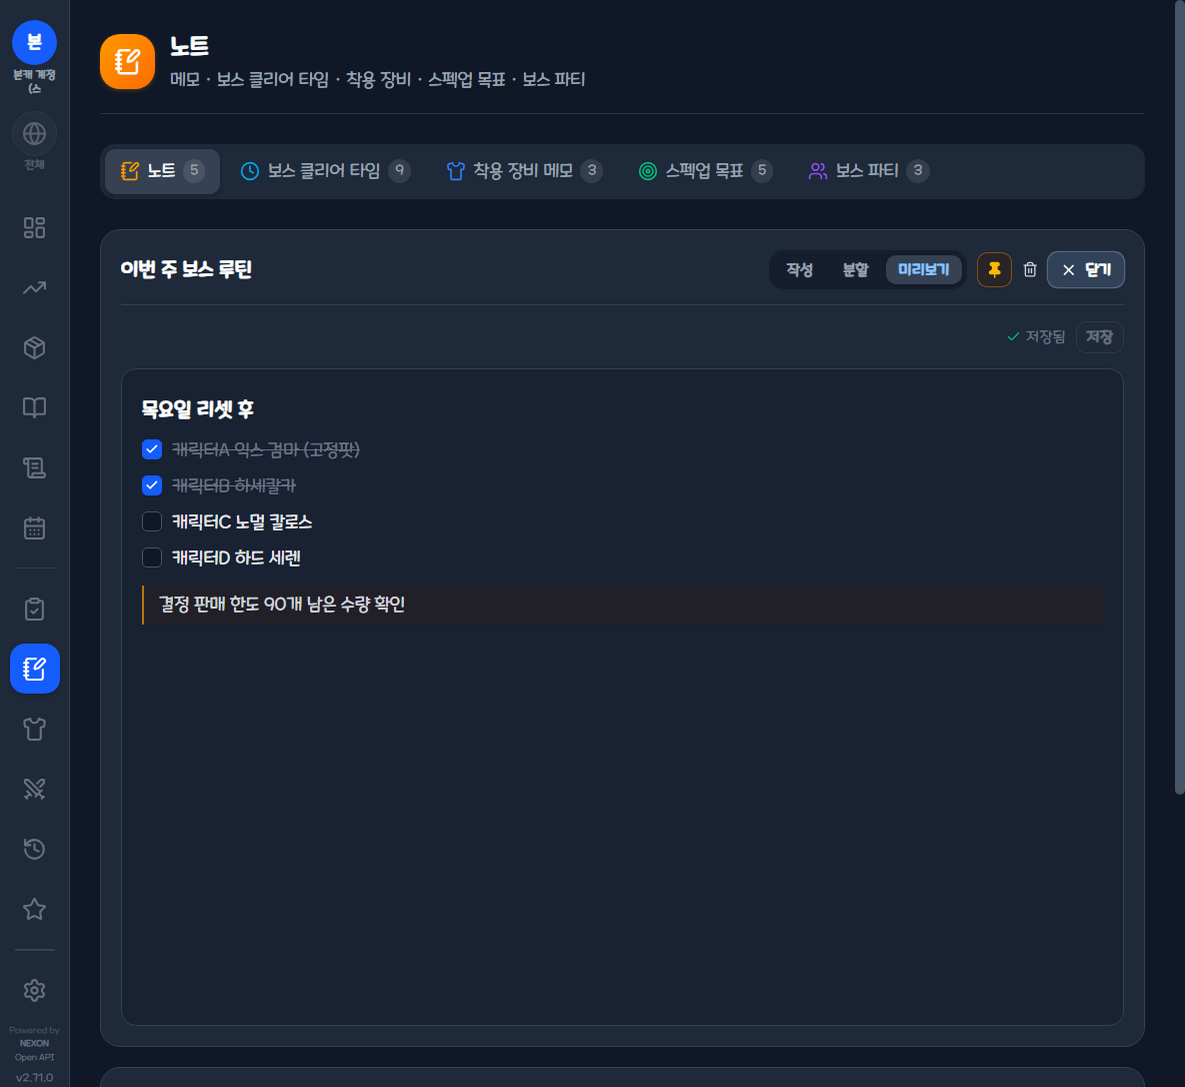 본
본캐 계정
(스
전체
노트
메모 · 보스 클리어 타임 · 착용 장비 · 스펙업 목표 · 보스 파티
노트 5 보스 클리어 타임 9 착용 장비 메모 3 스펙업 목표 5 보스 파티 3
이번 주 보스 루틴 작성 분할 미리보기 닫기
저장됨 저장
목요일 리셋 후
캐릭터A 익스 검마 (고정팟)
캐릭터B 하세칼카
캐릭터C 노멀 칼로스
캐릭터D 하드 세렌
결정 판매 한도 90개 남은 수량 확인
Powered by
NEXON
Open API
v2.71.0